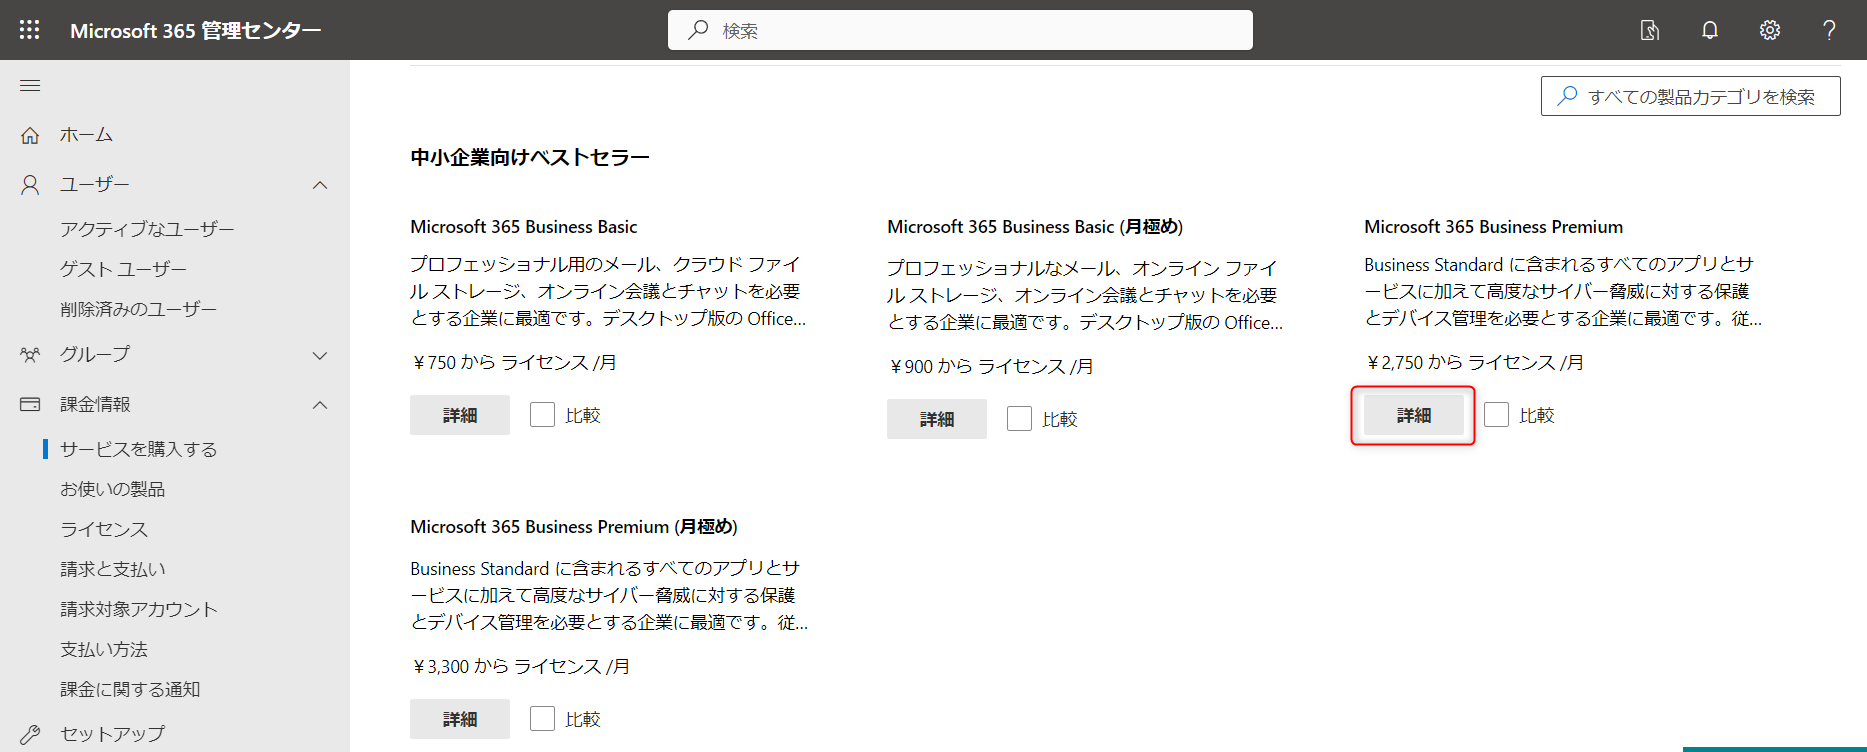 Microsoft 365 管理センター
検索
すべての製品カテゴリを検索
ホーム
ユーザー
アクティブなユーザー
ゲスト ユーザー
削除済みのユーザー
グループ
課金情報
サービスを購入する
お使いの製品
ライセンス
請求と支払い
請求対象アカウント
支払い方法
課金に関する通知
セットアップ
中小企業向けベストセラー
Microsoft 365 Business Basic
プロフェッショナル用のメール、クラウド ファイ
ル ストレージ、オンライン会議とチャットを必要
とする企業に最適です。デスクトップ版の Office...
￥750 から ライセンス /月
詳細
比較
Microsoft 365 Business Basic (月極め)
プロフェッショナルなメール、オンライン ファイ
ル ストレージ、オンライン会議とチャットを必要
とする企業に最適です。デスクトップ版の Office...
￥900 から ライセンス /月
詳細
比較
Microsoft 365 Business Premium
Business Standard に含まれるすべてのアプリとサ
ービスに加えて高度なサイバー脅威に対する保護
とデバイス管理を必要とする企業に最適です。従...
￥2,750 から ライセンス /月
詳細
比較
Microsoft 365 Business Premium (月極め)
Business Standard に含まれるすべてのアプリとサ
ービスに加えて高度なサイバー脅威に対する保護
とデバイス管理を必要とする企業に最適です。従...
￥3,300 から ライセンス /月
詳細
比較